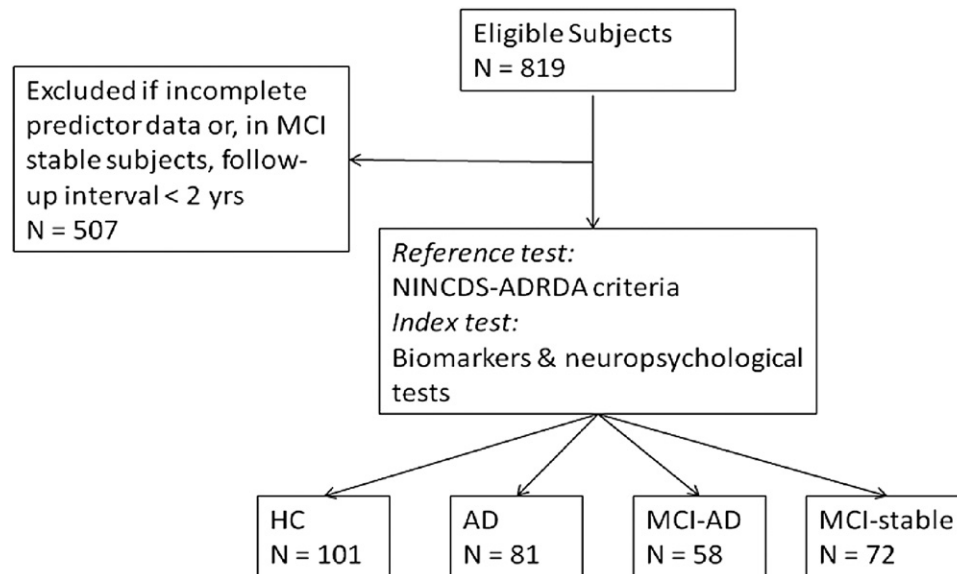 Eligible Subjects
N = 819
Excluded if incomplete
predictor data or, in MCI
stable subjects, follow-
up interval < 2 yrs
N = 507
Reference test:
NINCDS-ADRDA criteria
Index test:
Biomarkers & neuropsychological
tests
HC
N = 101
AD
N = 81
MCI-AD
N = 58
MCI-stable
N = 72